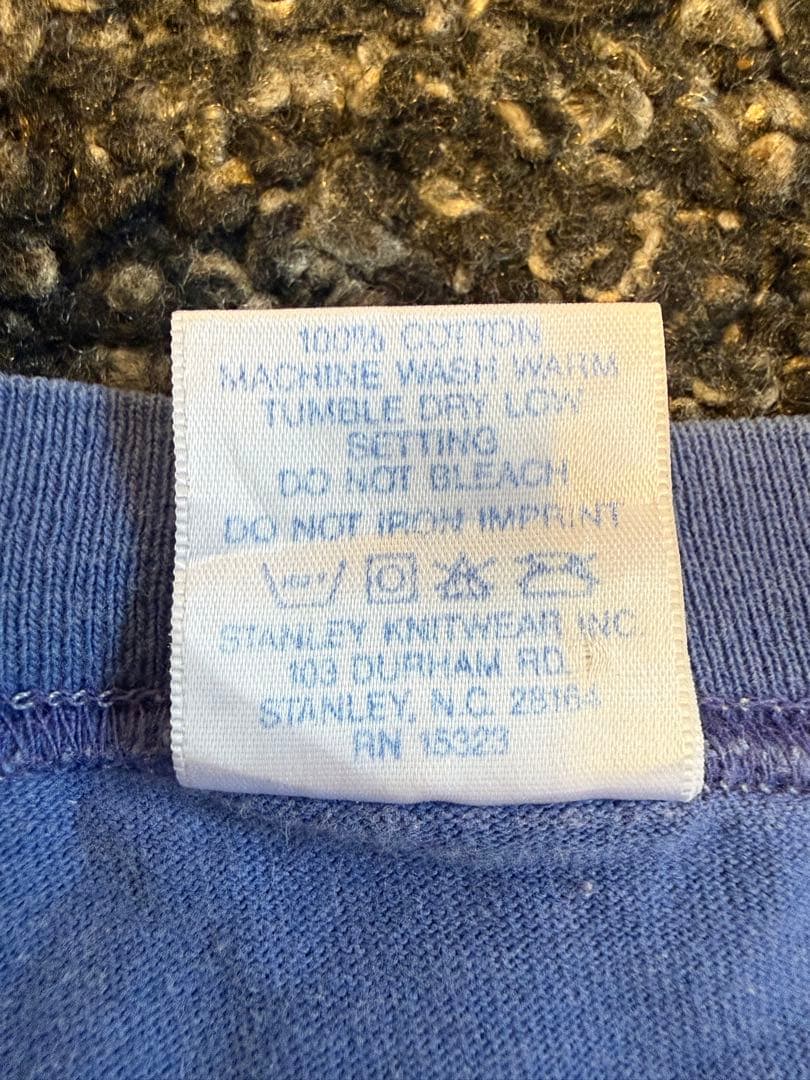 100% COTTON
MACHINE WASH WARM
TUMBLE DRY LOW
SETTING
DO NOT BLEACH
DO NOT IRON IMPRINT
STANLEY KNITWEAR INC.
103 DURHAM RD.
STANLEY, N.C. 28164
RN 15323